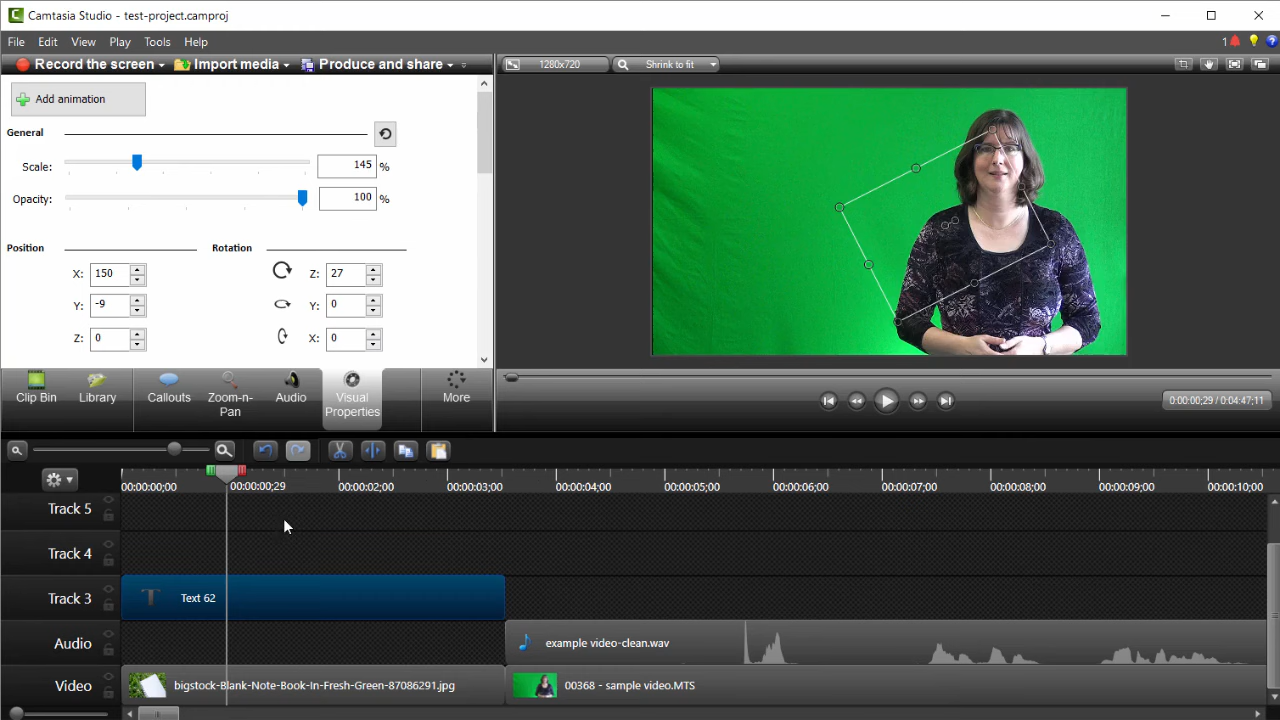 Camtasia Studio - test-project.camproj
File Edit View Play Tools Help
1 ?
Record the screen Import media Produce and share
1280x720 Shrink to fit
Add animation
General
Scale: 145 %
Opacity: 100 %
Position Rotation
X: 150 Z: 27
Y: -9 Y: 0
Z: 0 X: 0
Clip Bin Library Callouts Zoom-n-Pan Audio Visual Properties More
0:00:00;29 / 0:04:47;11
00:00:00;00 00:00:00;29 00:00:02;00 00:00:03;00 00:00:04;00 00:00:05;00 00:00:06;00 00:00:07;00 00:00:08;00 00:00:09;00 00:00:10;00
Track 5
Track 4
Track 3 T Text 62
Audio example video-clean.wav
Video bigstock-Blank-Note-Book-In-Fresh-Green-87086291.jpg 00368 - sample video.MTS